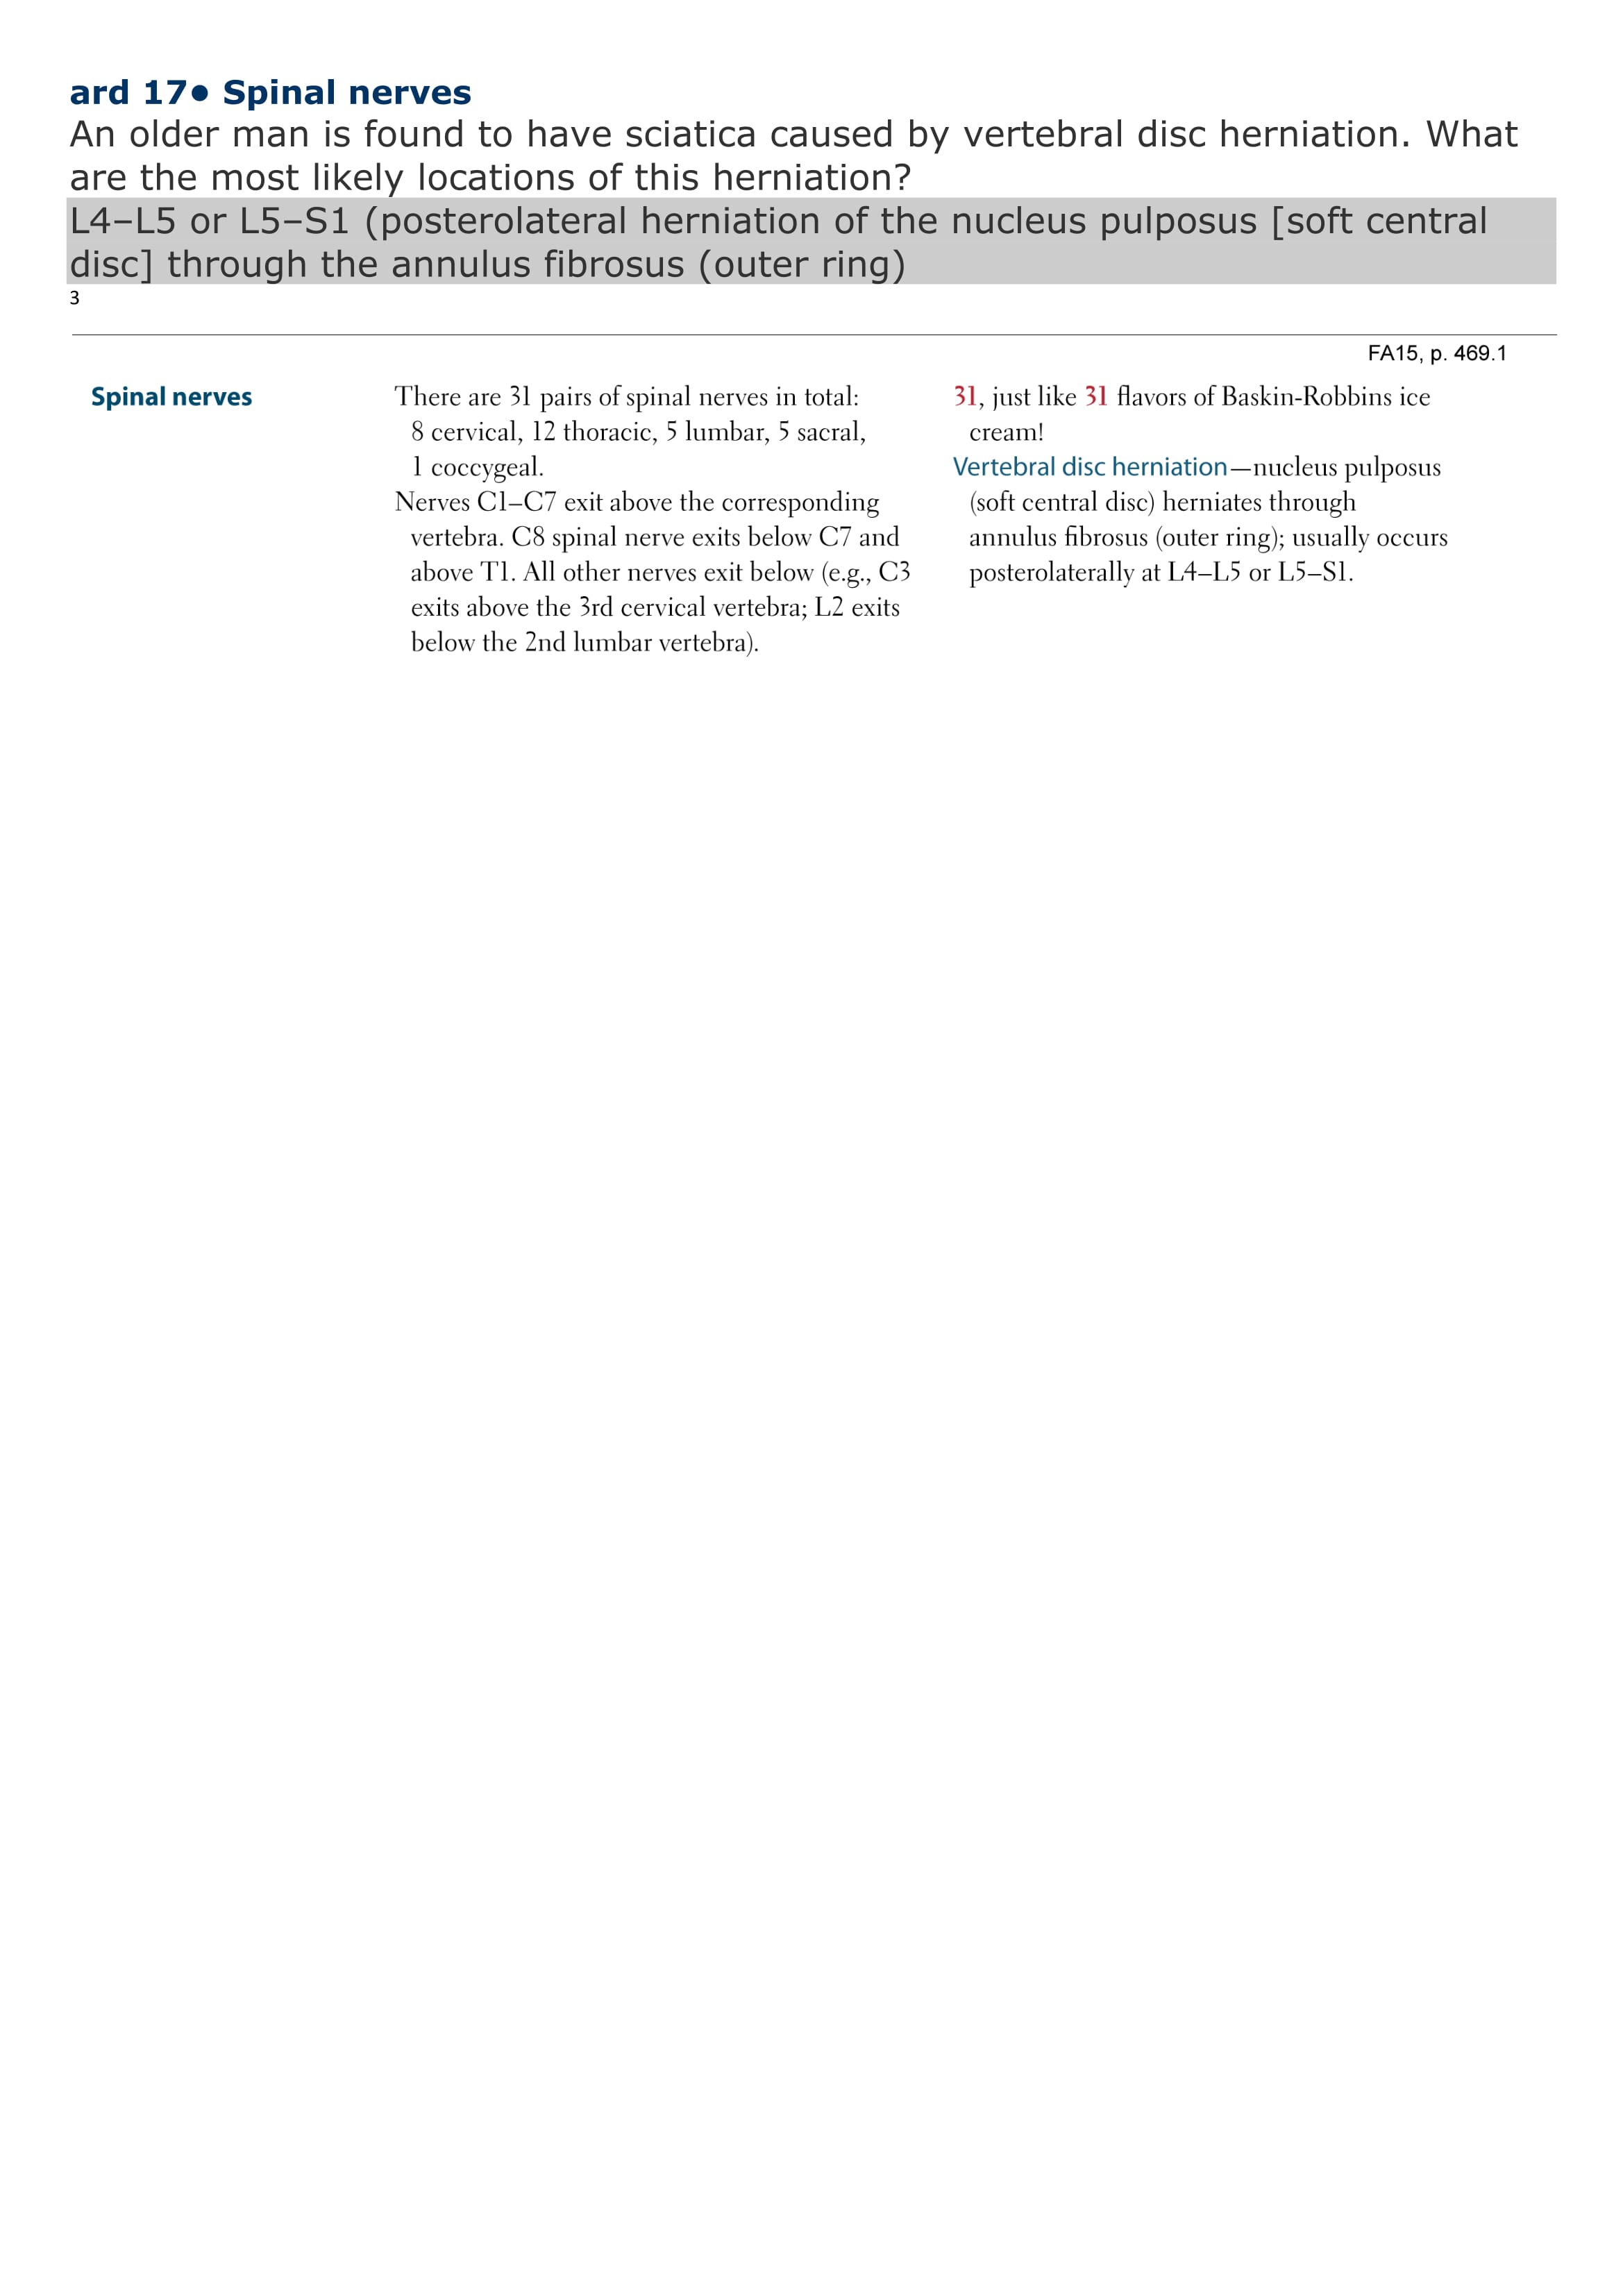 ard 17• Spinal nerves
An older man is found to have sciatica caused by vertebral disc herniation. What
are the most likely locations of this herniation?
L4–L5 or L5–S1 (posterolateral herniation of the nucleus pulposus [soft central
disc] through the annulus fibrosus (outer ring)
3
FA15, p. 469.1
Spinal nerves
There are 31 pairs of spinal nerves in total:
8 cervical, 12 thoracic, 5 lumbar, 5 sacral,
1 coccygeal.
Nerves C1–C7 exit above the corresponding
vertebra. C8 spinal nerve exits below C7 and
above T1. All other nerves exit below (e.g., C3
exits above the 3rd cervical vertebra; L2 exits
below the 2nd lumbar vertebra).
31, just like 31 flavors of Baskin-Robbins ice
cream!
Vertebral disc herniation—nucleus pulposus
(soft central disc) herniates through
annulus fibrosus (outer ring); usually occurs
posterolaterally at L4–L5 or L5–S1.